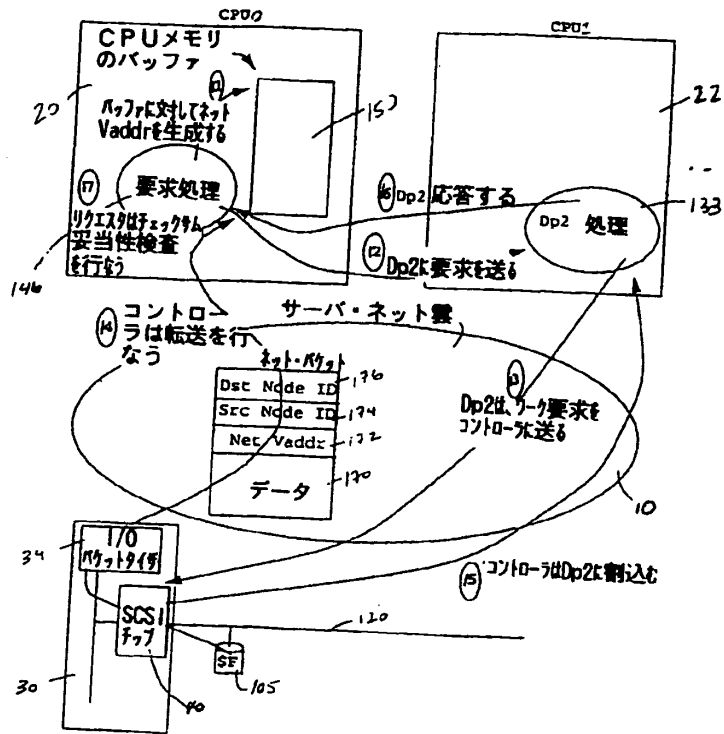 CPU0
CPUメモリ
のバッファ
20
バッファに対してネット
Vaddrを生成する
150
17
要求処理
リクエスタはチェックサム
妥当性検査
を行なう
146
CPU1
22
16 Dp2 応答する
133
Dp2 処理
12 Dp2に要求を送る
14 コントロー
ラは転送を行
なう
サーバ・ネット雲
ネット・パケット
Dst Node ID 176
Src Node ID 174
Net Vaddr 172
データ 170
13
Dp2は、ワーク要求を
コントローラに送る
10
34
I/O
パケットタイザ
15 コントローラはDp2に割込む
SCSI
チップ
120
105
30
40